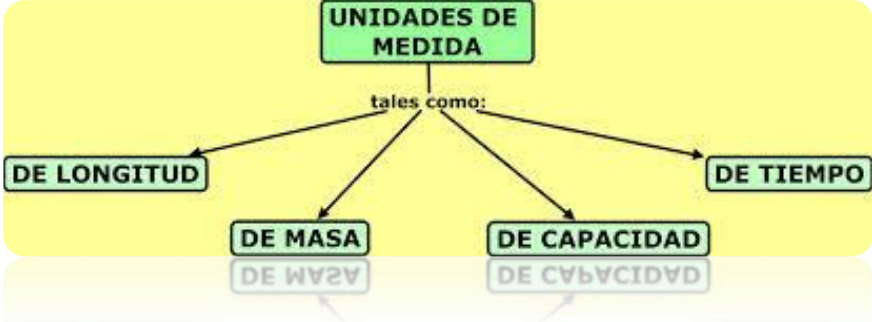 UNIDADES DE
MEDIDA
tales como:
DE LONGITUD
DE TIEMPO
DE MASA
DE CAPACIDAD